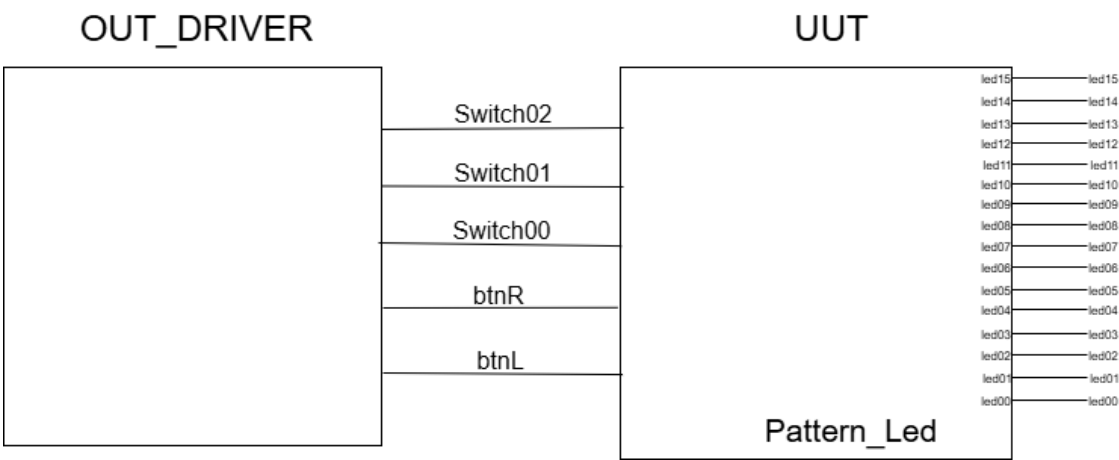 OUT_DRIVER
UUT
Switch02
Switch01
Switch00
btnR
btnL
led15 led15
led14 led14
led13 led13
led12 led12
led11 led11
led10 led10
led09 led09
led08 led08
led07 led07
led06 led06
led05 led05
led04 led04
led03 led03
led02 led02
led01 led01
led00 led00
Pattern_Led